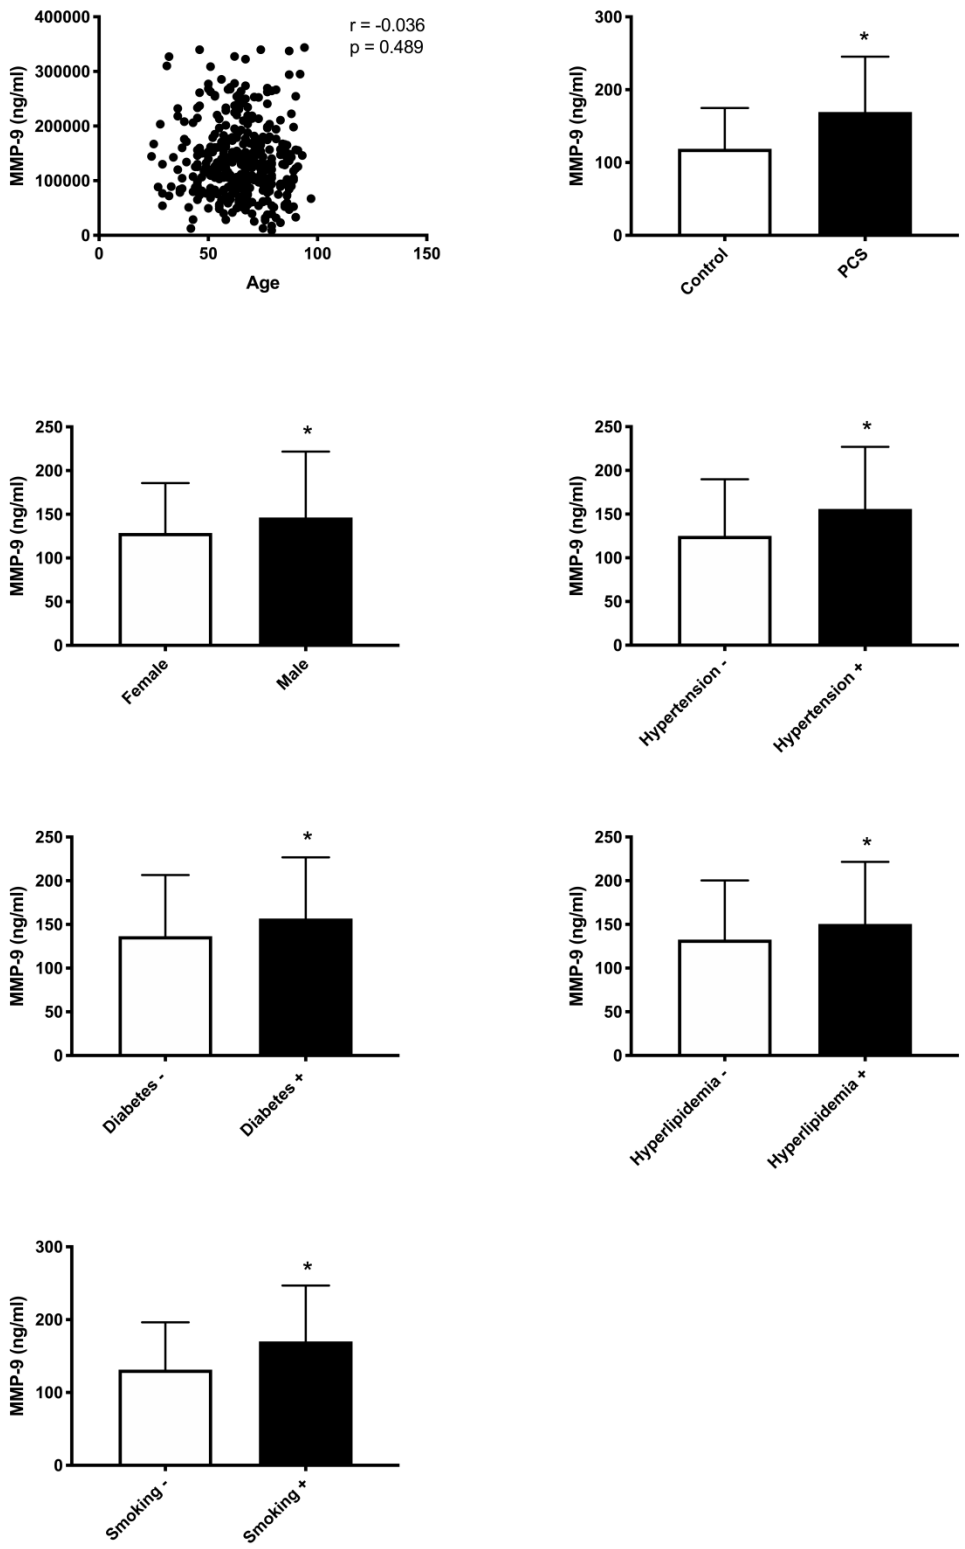 400000
300000
200000
100000
0
MMP-9 (ng/ml)
r = -0.036
p = 0.489
0 50 100 150
Age
300
200
100
0
MMP-9 (ng/ml)
*
Control
PCS
250
200
150
100
50
0
MMP-9 (ng/ml)
*
Female
Male
250
200
150
100
50
0
MMP-9 (ng/ml)
*
Hypertension -
Hypertension +
250
200
150
100
50
0
MMP-9 (ng/ml)
*
Diabetes -
Diabetes +
250
200
150
100
50
0
MMP-9 (ng/ml)
*
Hyperlipidemia -
Hyperlipidemia +
300
200
100
0
MMP-9 (ng/ml)
*
Smoking -
Smoking +